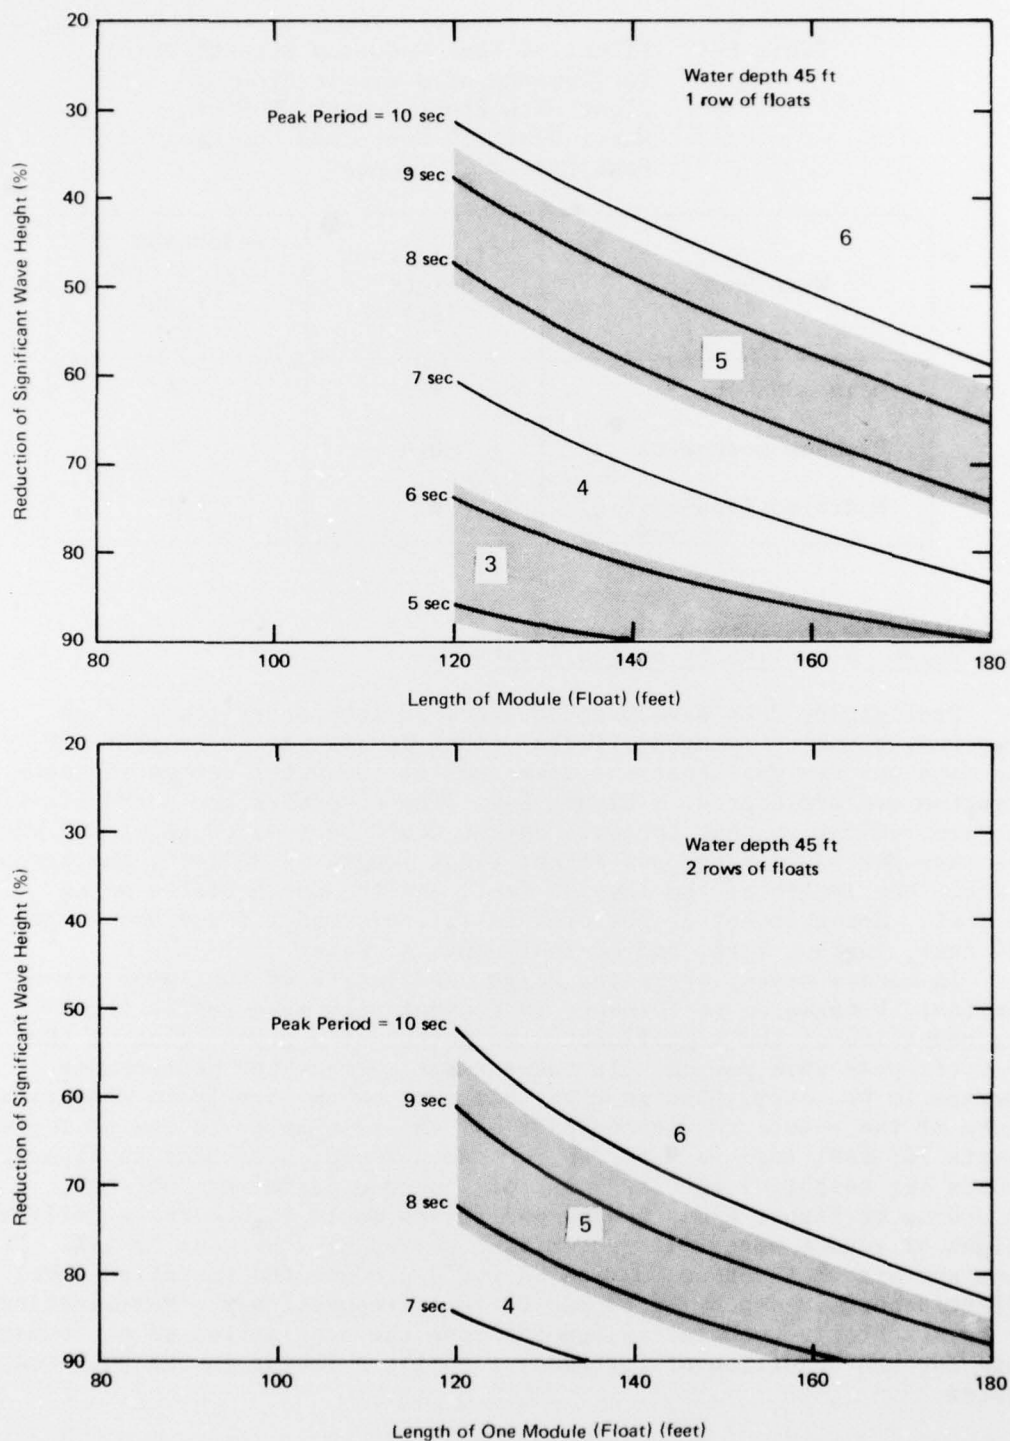 20
30
40
50
60
70
80
90
Reduction of Significant Wave Height (%)
Water depth 45 ft
1 row of floats
Peak Period = 10 sec
9 sec
8 sec
7 sec
6 sec
5 sec
6
5
4
3
80
100
120
140
160
180
Length of Module (Float) (feet)
20
30
40
50
60
70
80
90
Reduction of Significant Wave Height (%)
Water depth 45 ft
2 rows of floats
Peak Period = 10 sec
9 sec
8 sec
7 sec
6
5
4
80
100
120
140
160
180
Length of One Module (Float) (feet)